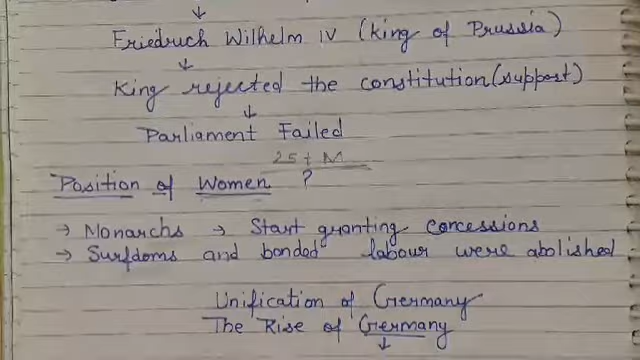 ↓
Friedrich Wilhelm IV (King of Prussia)
↓
King rejected the constitution (support)
↓
Parliament Failed
25 + M
Position of Women ?
→ Monarchs → Start granting concessions
→ Surfdoms and bonded labour were abolished
Unification of Germany
The Rise of Germany
↓